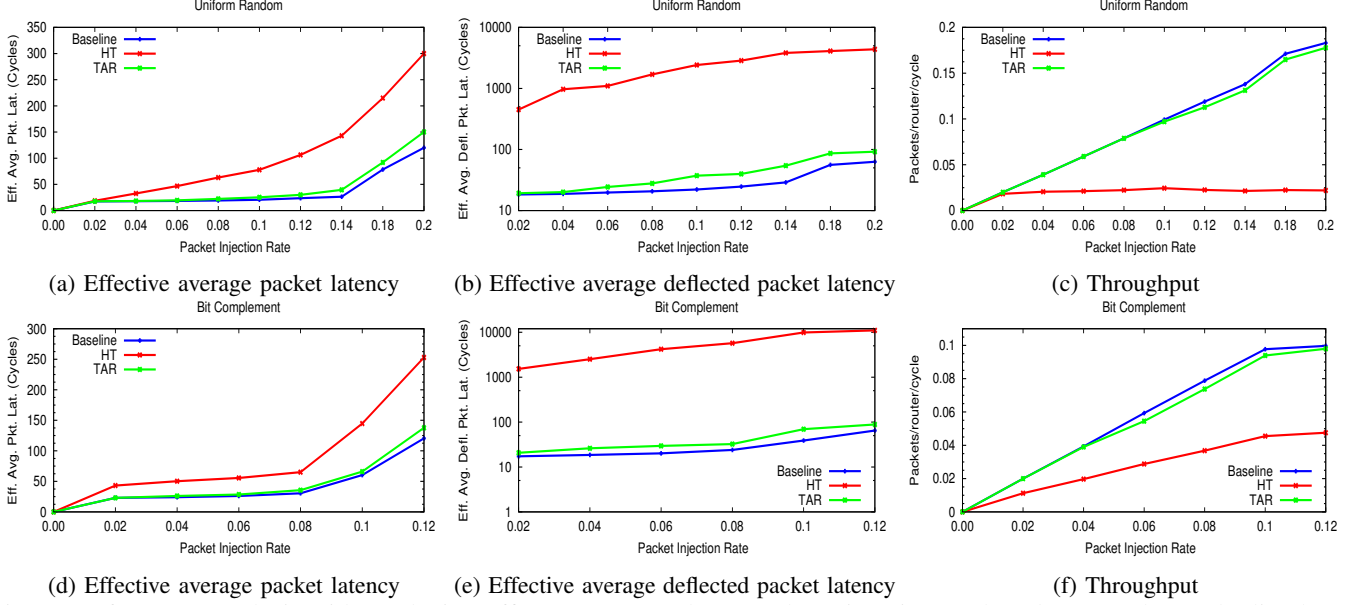 Uniform Random
Eff. Avg. Pkt. Lat. (Cycles)
350
300
250
200
150
100
50
0
Baseline
HT
TAR
0.00 0.02 0.04 0.06 0.08 0.10 0.12 0.14 0.18 0.2
Packet Injection Rate
(a) Effective average packet latency
Uniform Random
Eff. Avg. Defl. Pkt. Lat. (Cycles)
10000
1000
100
10
Baseline
HT
TAR
0.02 0.04 0.06 0.08 0.1 0.12 0.14 0.18 0.2
Packet Injection Rate
(b) Effective average deflected packet latency
Uniform Random
Packets/router/cycle
0.2
0.15
0.1
0.05
0
Baseline
HT
TAR
0.00 0.02 0.04 0.06 0.08 0.10 0.12 0.14 0.18 0.2
Packet Injection Rate
(c) Throughput
Bit Complement
Eff. Avg. Pkt. Lat. (Cycles)
300
250
200
150
100
50
0
Baseline
HT
TAR
0.00 0.02 0.04 0.06 0.08 0.1 0.12
Packet Injection Rate
(d) Effective average packet latency
Bit Complement
Eff. Avg. Defl. Pkt. Lat. (Cycles)
10000
1000
100
10
1
Baseline
HT
TAR
0.02 0.04 0.06 0.08 0.1 0.12
Packet Injection Rate
(e) Effective average deflected packet latency
Bit Complement
Packets/router/cycle
0.1
0.08
0.06
0.04
0.02
0
Baseline
HT
TAR
0.00 0.02 0.04 0.06 0.08 0.1 0.12
Packet Injection Rate
(f) Throughput